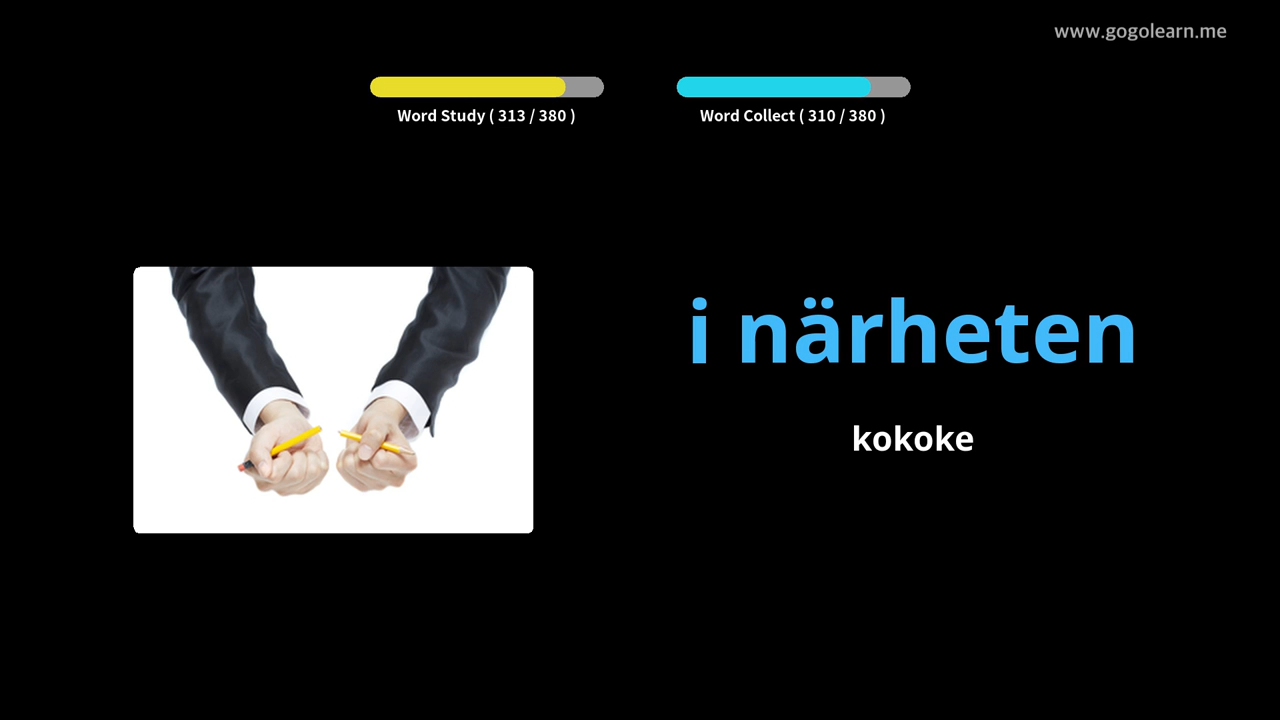 www.gogolearn.me
Word Study ( 313 / 380 )
Word Collect ( 310 / 380 )
i närheten
kokoke